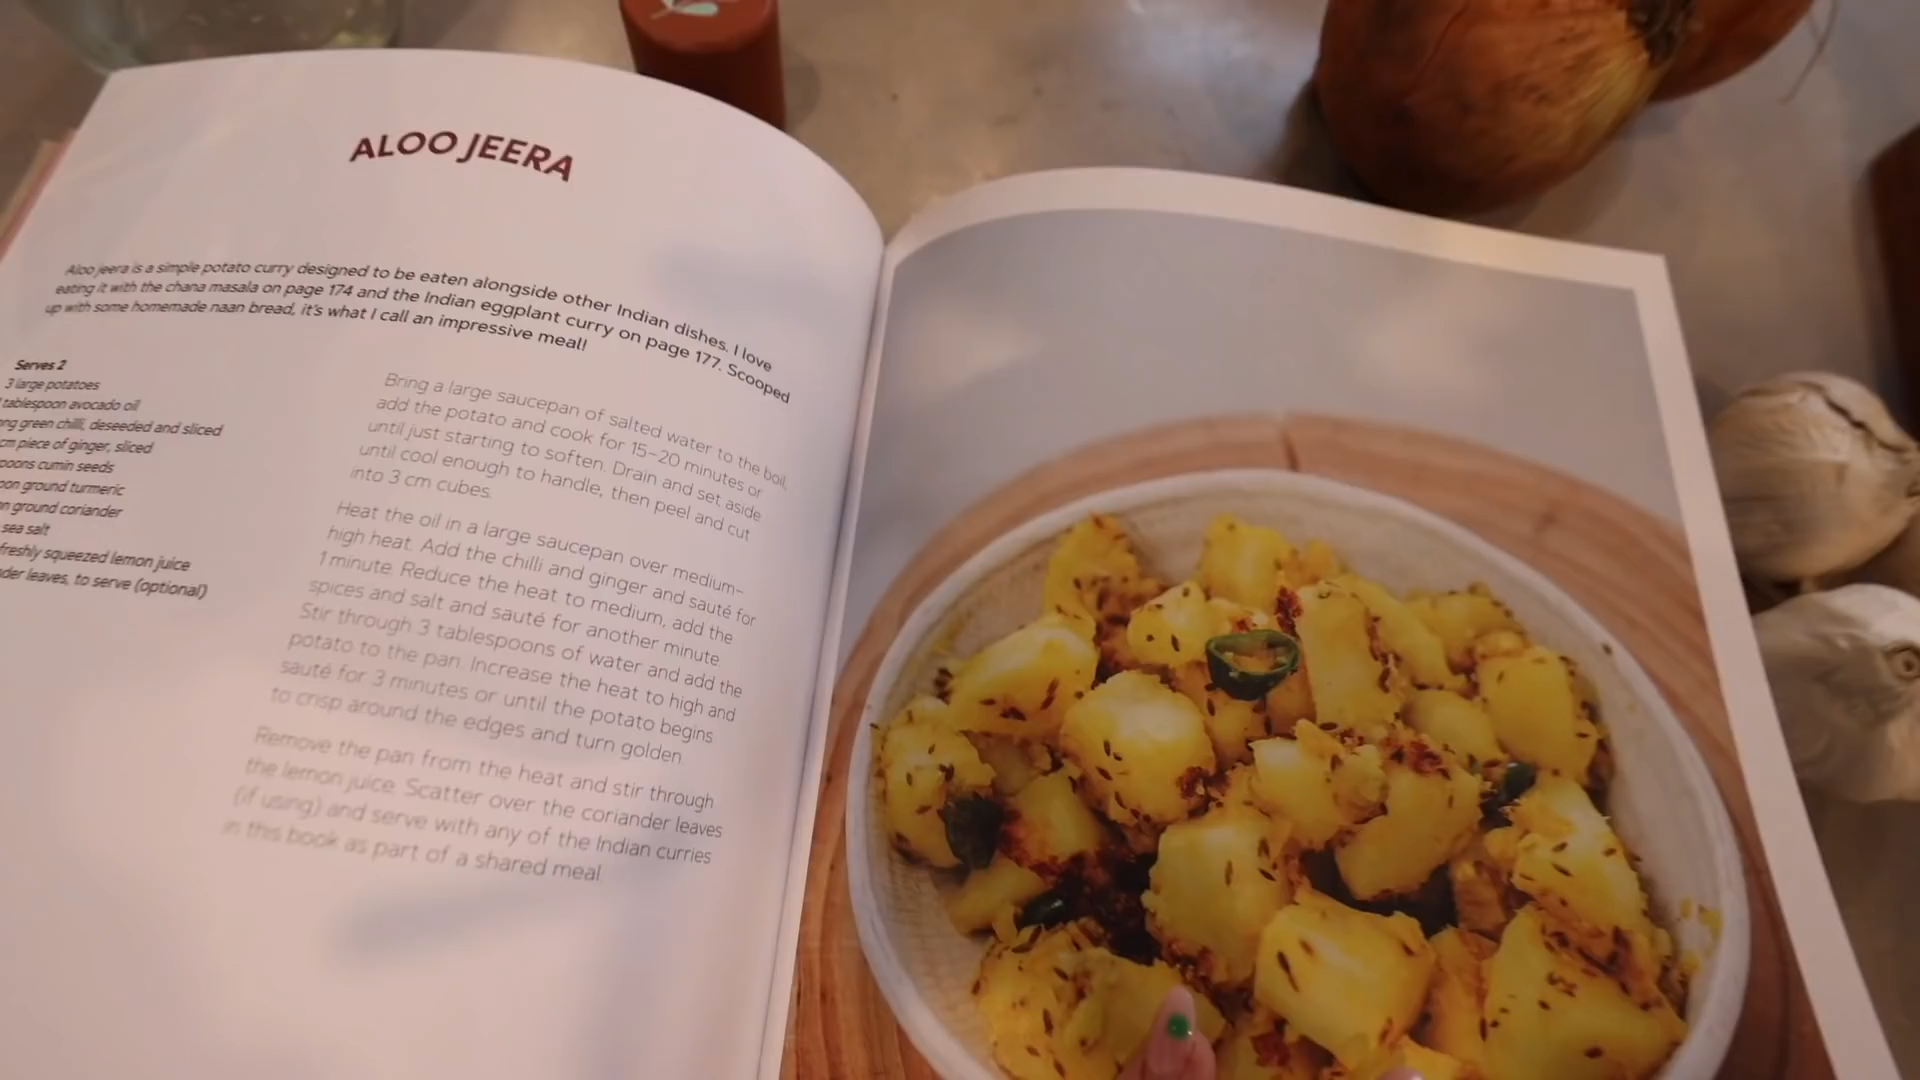 ALOO JEERA
Aloo jeera is a simple potato curry designed to be eaten alongside other Indian dishes. I love
eating it with the chana masala on page 174 and the Indian eggplant curry on page 177. Scooped
up with some homemade naan bread, it's what I call an impressive meal!
Serves 2
3 large potatoes
tablespoon avocado oil
green chilli, deseeded and sliced
cm piece of ginger, sliced
cumin seeds
ground turmeric
ground coriander
sea salt
freshly squeezed lemon juice
leaves, to serve (optional)
Bring a large saucepan of salted water to the boil,
add the potato and cook for 15–20 minutes or
until just starting to soften. Drain and set aside
until cool enough to handle, then peel and cut
into 3 cm cubes.
Heat the oil in a large saucepan over medium–
high heat. Add the chilli and ginger and sauté for
1 minute. Reduce the heat to medium, add the
spices and salt and sauté for another minute.
Stir through 3 tablespoons of water and add the
potato to the pan. Increase the heat to high and
sauté for 3 minutes or until the potato begins
to crisp around the edges and turn golden.
Remove the pan from the heat and stir through
the lemon juice. Scatter over the coriander leaves
(if using) and serve with any of the Indian curries
in this book as part of a shared meal.